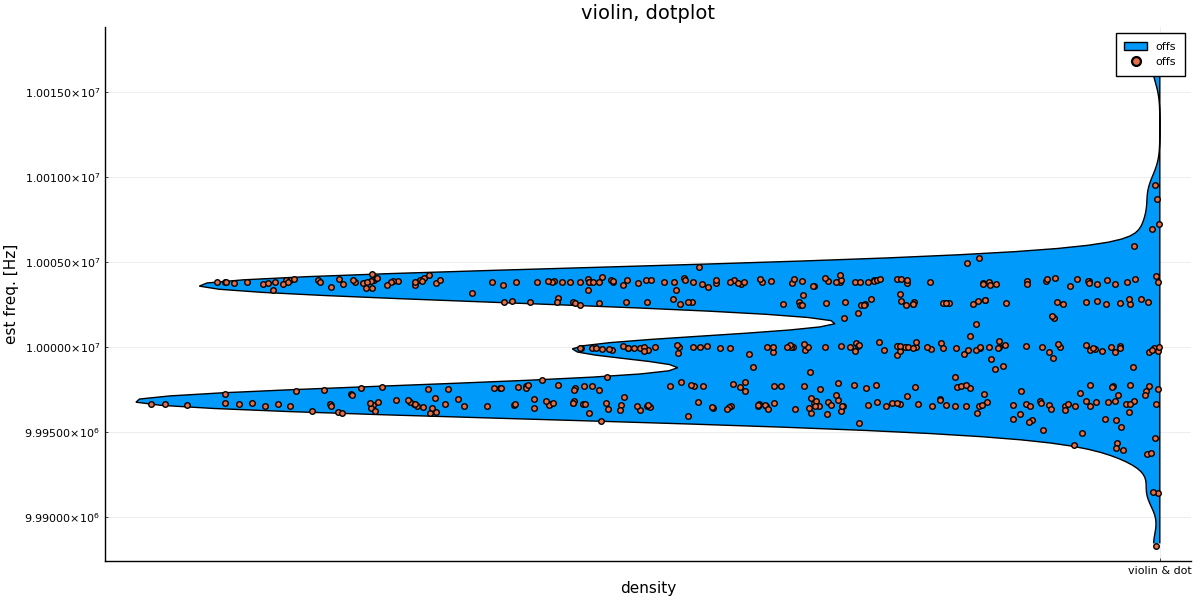 violin, dotplot
offs
offs
1.00150×10⁷
1.00100×10⁷
1.00050×10⁷
1.00000×10⁷
9.99500×10⁶
9.99000×10⁶
est freq. [Hz]
violin & dot
density